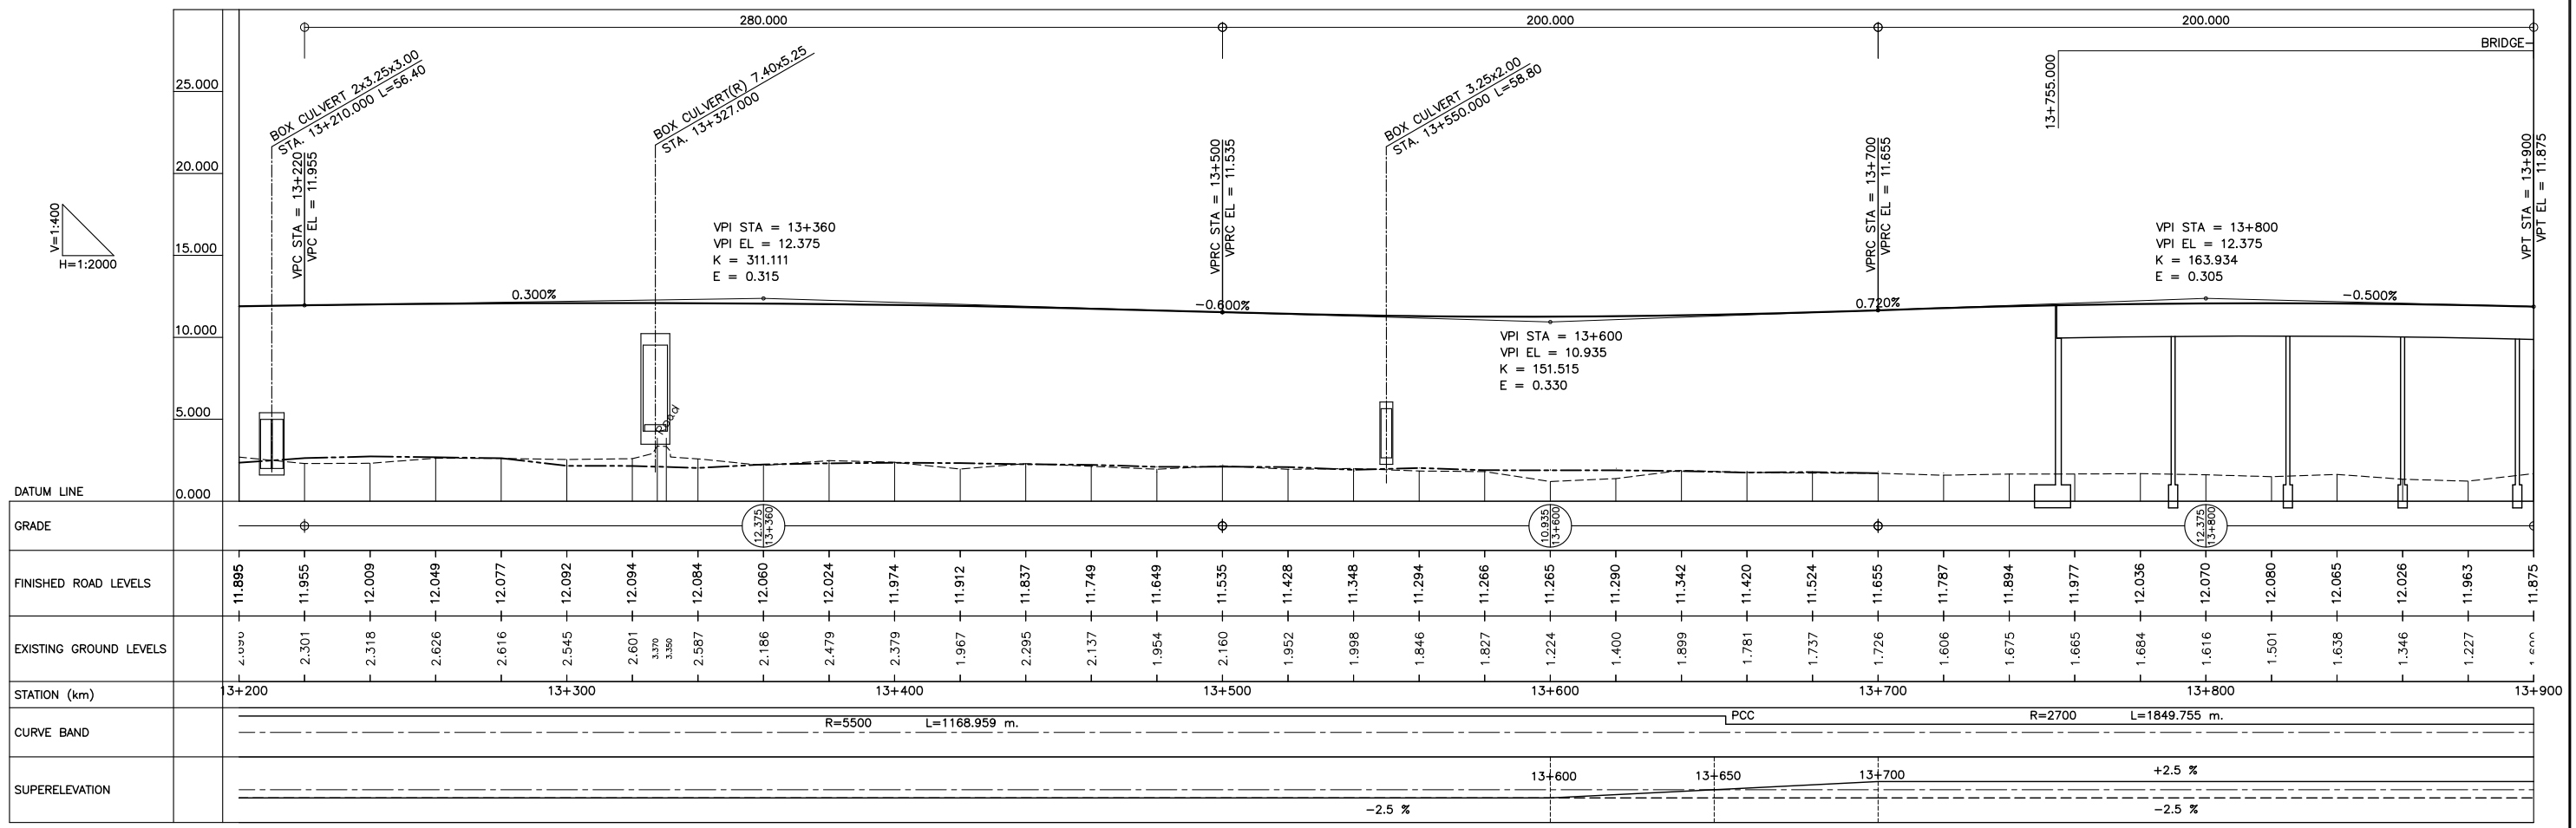 280.000
200.000
200.000
BRIDGE
13+755.000
25.000
20.000
15.000
10.000
5.000
0.000
BOX CULVERT 2x3.25x3.00
STA. 13+210.000 L=56.40
BOX CULVERT(R) 7.40x5.25
STA. 13+327.000
BOX CULVERT 3.25x2.00
STA. 13+550.000 L=58.80
VPC STA = 13+220
VPC EL = 11.955
VPRC STA = 13+500
VPRC EL = 11.535
VPRC STA = 13+700
VPRC EL = 11.655
VPT STA = 13+900
VPT EL = 11.875
V=1:400
H=1:2000
VPI STA = 13+360
VPI EL = 12.375
K = 311.111
E = 0.315
VPI STA = 13+800
VPI EL = 12.375
K = 163.934
E = 0.305
0.300%
-0.600%
0.720%
-0.500%
VPI STA = 13+600
VPI EL = 10.935
K = 151.515
E = 0.330
Road
DATUM LINE
GRADE
12.375
13+360
10.935
13+600
12.375
13+800
FINISHED ROAD LEVELS
11.895 11.955 12.009 12.049 12.077 12.092 12.094 12.084 12.060 12.024 11.974 11.912 11.837 11.749 11.649 11.535 11.428 11.348 11.294 11.266 11.265 11.290 11.342 11.420 11.524 11.655 11.787 11.894 11.977 12.036 12.070 12.080 12.065 12.026 11.963 11.875
EXISTING GROUND LEVELS
2.301 2.318 2.626 2.616 2.545 2.601 3.370 3.350 2.587 2.186 2.479 2.379 1.967 2.295 2.137 1.954 2.160 1.952 1.998 1.846 1.827 1.224 1.400 1.899 1.781 1.737 1.726 1.606 1.675 1.665 1.684 1.616 1.501 1.638 1.346 1.227
STATION (km)
13+200 13+300 13+400 13+500 13+600 13+700 13+800 13+900
CURVE BAND
R=5500 L=1168.959 m.
PCC
R=2700 L=1849.755 m.
SUPERELEVATION
13+600
13+650
13+700
+2.5 %
-2.5 %
-2.5 %